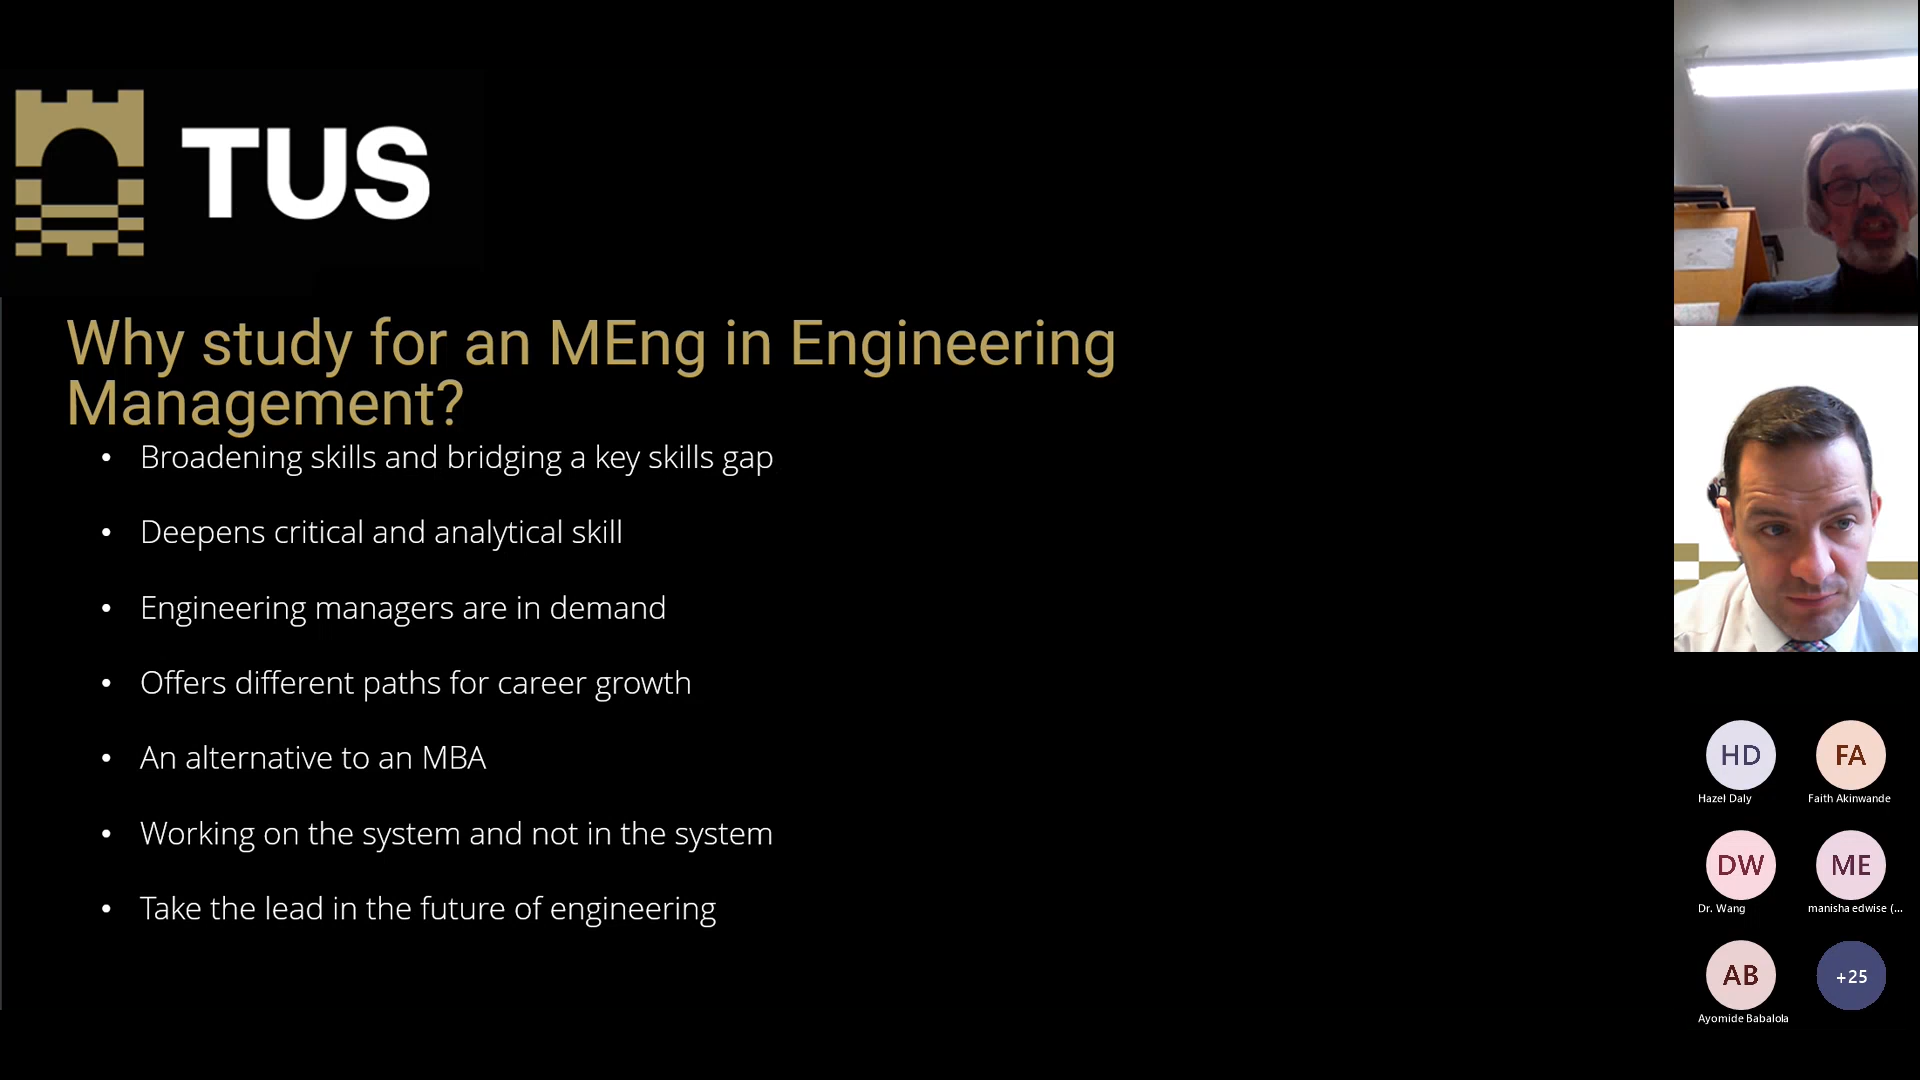 TUS
Why study for an MEng in Engineering
Management?
• Broadening skills and bridging a key skills gap
• Deepens critical and analytical skill
• Engineering managers are in demand
• Offers different paths for career growth
• An alternative to an MBA
• Working on the system and not in the system
• Take the lead in the future of engineering
HD
FA
Hazel Daly
Faith Akinwande
DW
ME
Dr. Wang
manisha edwise (...
AB
+25
Ayomide Babalola